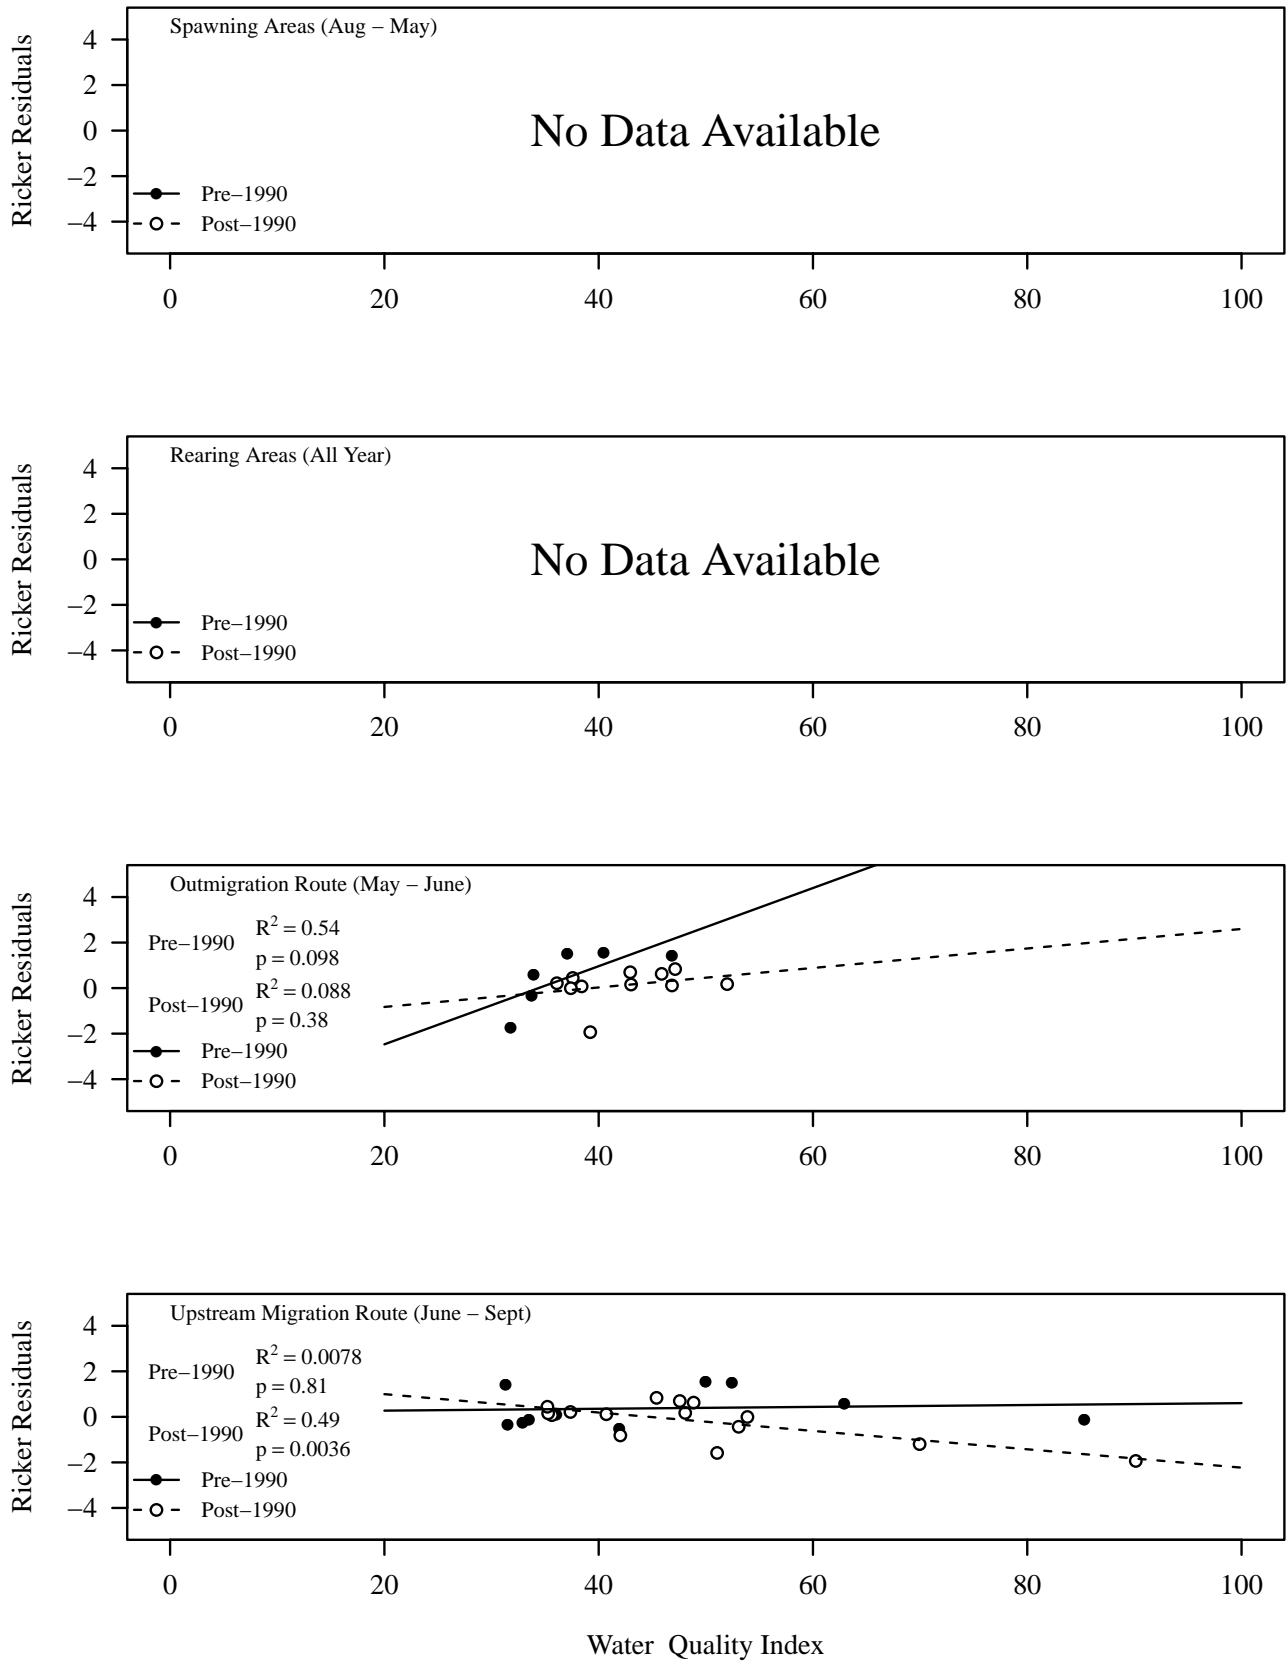 Spawning Areas (Aug – May)
Ricker Residuals
4
2
0
–2
–4
No Data Available
Pre–1990
Post–1990
0 20 40 60 80 100
Rearing Areas (All Year)
Ricker Residuals
4
2
0
–2
–4
No Data Available
Pre–1990
Post–1990
0 20 40 60 80 100
Outmigration Route (May – June)
Ricker Residuals
4
2
0
–2
–4
Pre–1990
R² = 0.54
p = 0.098
Post–1990
R² = 0.088
p = 0.38
Pre–1990
Post–1990
0 20 40 60 80 100
Upstream Migration Route (June – Sept)
Ricker Residuals
4
2
0
–2
–4
Pre–1990
R² = 0.0078
p = 0.81
Post–1990
R² = 0.49
p = 0.0036
Pre–1990
Post–1990
0 20 40 60 80 100
Water Quality Index